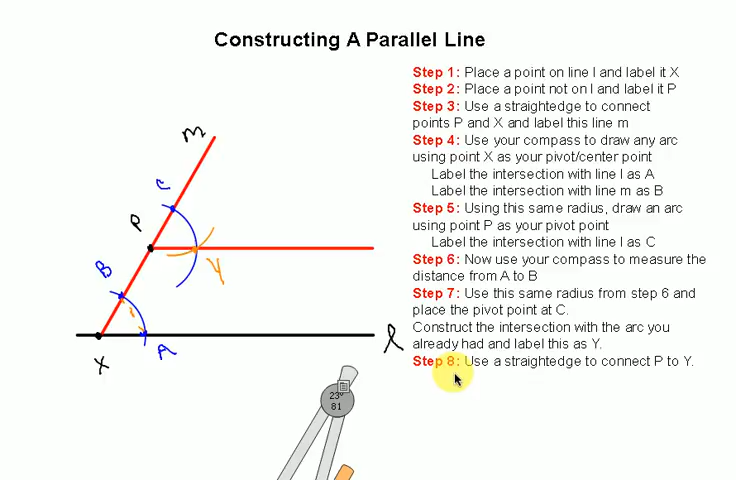 Constructing A Parallel Line
Step 1: Place a point on line l and label it X
Step 2: Place a point not on l and label it P
Step 3: Use a straightedge to connect
points P and X and label this line m
Step 4: Use your compass to draw any arc
using point X as your pivot/center point
Label the intersection with line l as A
Label the intersection with line m as B
Step 5: Using this same radius, draw an arc
using point P as your pivot point
Label the intersection with line l as C
Step 6: Now use your compass to measure the
distance from A to B
Step 7: Use this same radius from step 6 and
place the pivot point at C.
Construct the intersection with the arc you
already had and label this as Y.
Step 8: Use a straightedge to connect P to Y.
m
C
P
Y
B
A
l
X
23°
81